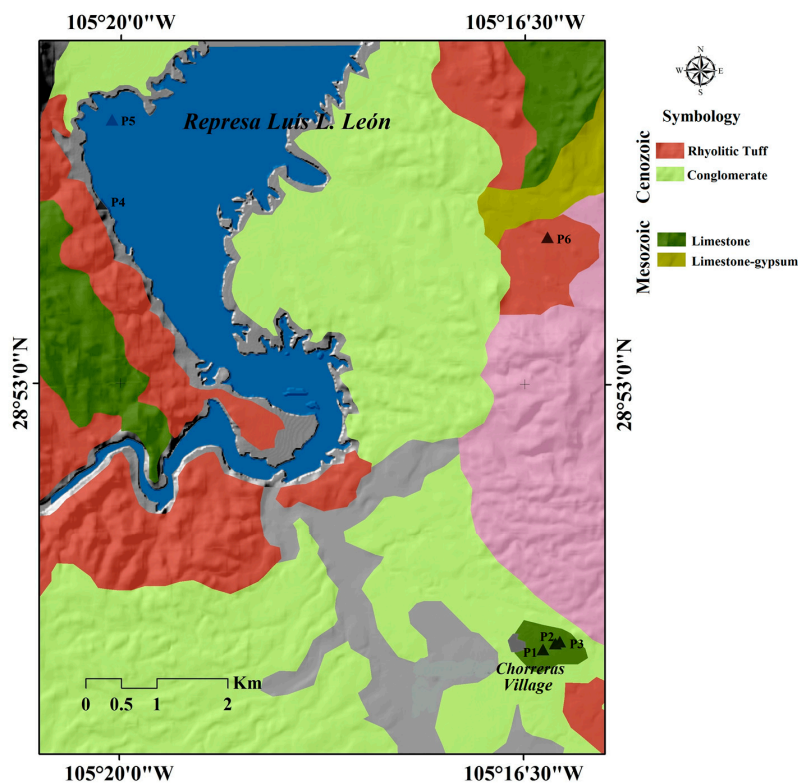 105°20'0"W 105°16'30"W
N
W E
S
Symbology
Cenozoic
Rhyolitic Tuff
Conglomerate
Mesozoic
Limestone
Limestone-gypsum
P5
Represa Luis L. León
P4
P6
28°53'0"N 28°53'0"N
P2
P3
P1
Chorreras
Village
Km
0 0.5 1 2
105°20'0"W 105°16'30"W